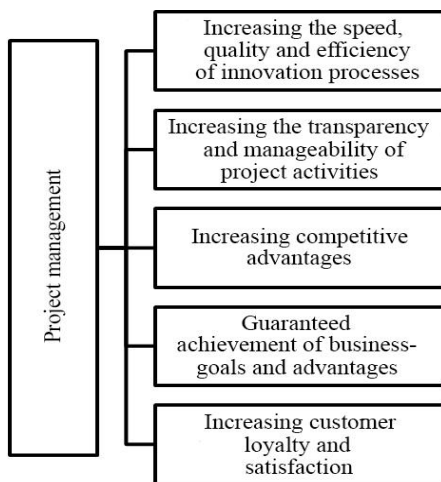 Project management
Increasing the speed,
quality and efficiency
of innovation processes
Increasing the transparency
and manageability of
project activities
Increasing competitive
advantages
Guaranteed
achievement of business-
goals and advantages
Increasing customer
loyalty and
satisfaction